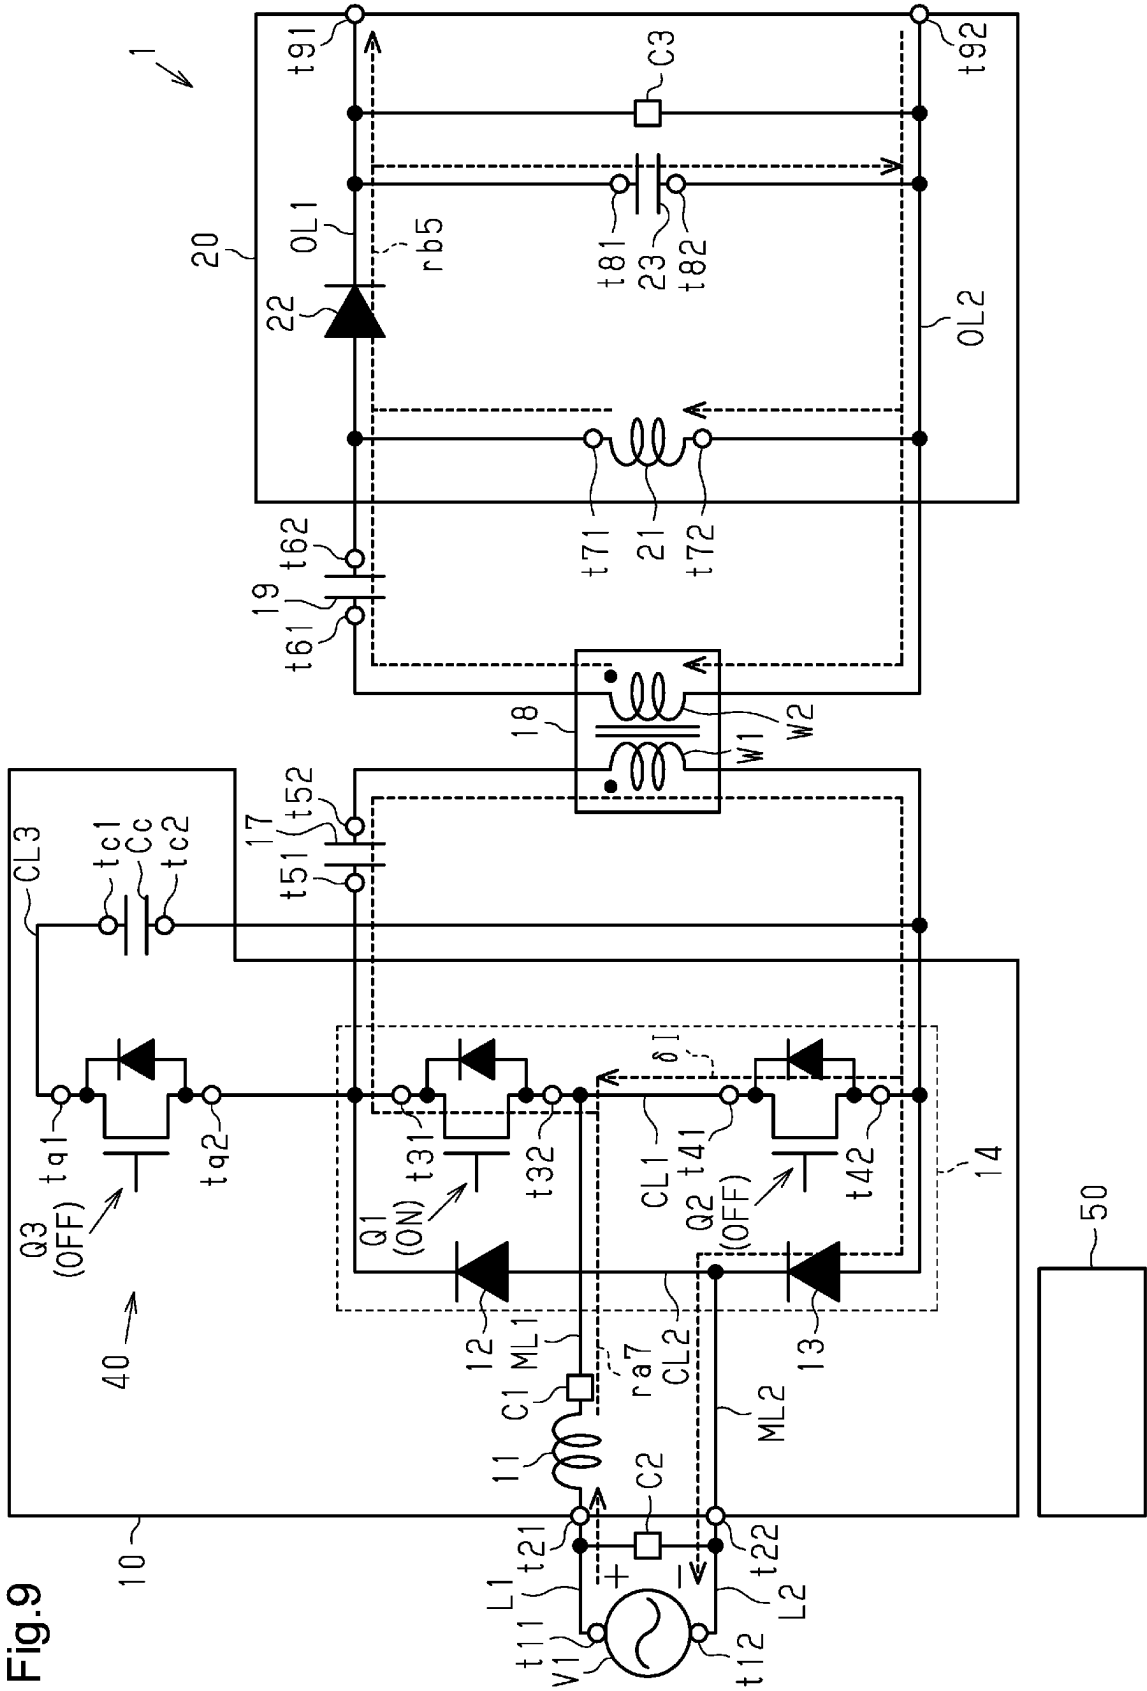 Fig.9
1
10
40
20
50
CL3
tc1
Cc
tc2
tq1
tq2
Q3
(OFF)
t51
17
t52
18
W1
W2
t61
19
t62
22
OL1
rb5
t91
t92
C3
t81
23
t82
t71
21
t72
OL2
t31
t32
Q1
(ON)
δI
CL1
t41
Q2
(OFF)
t42
14
12
13
ML1
ra7
CL2
ML2
C1
11
C2
t21
t22
L1
L2
+
−
t11
V1
t12